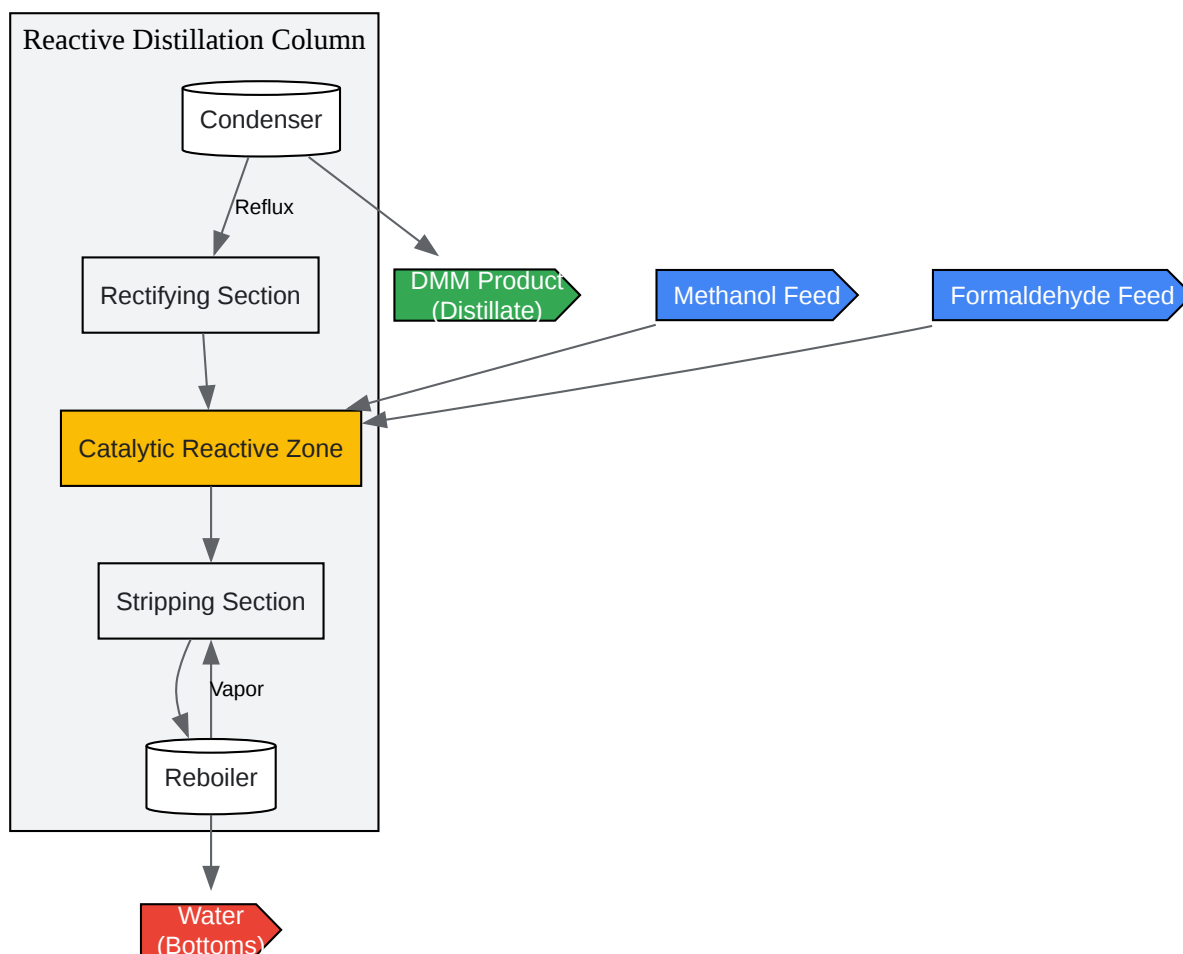 Reactive Distillation Column
Condenser
Reflux
Rectifying Section
DMM Product
(Distillate)
Methanol Feed
Formaldehyde Feed
Catalytic Reactive Zone
Stripping Section
Vapor
Reboiler
Water
(Bottoms)